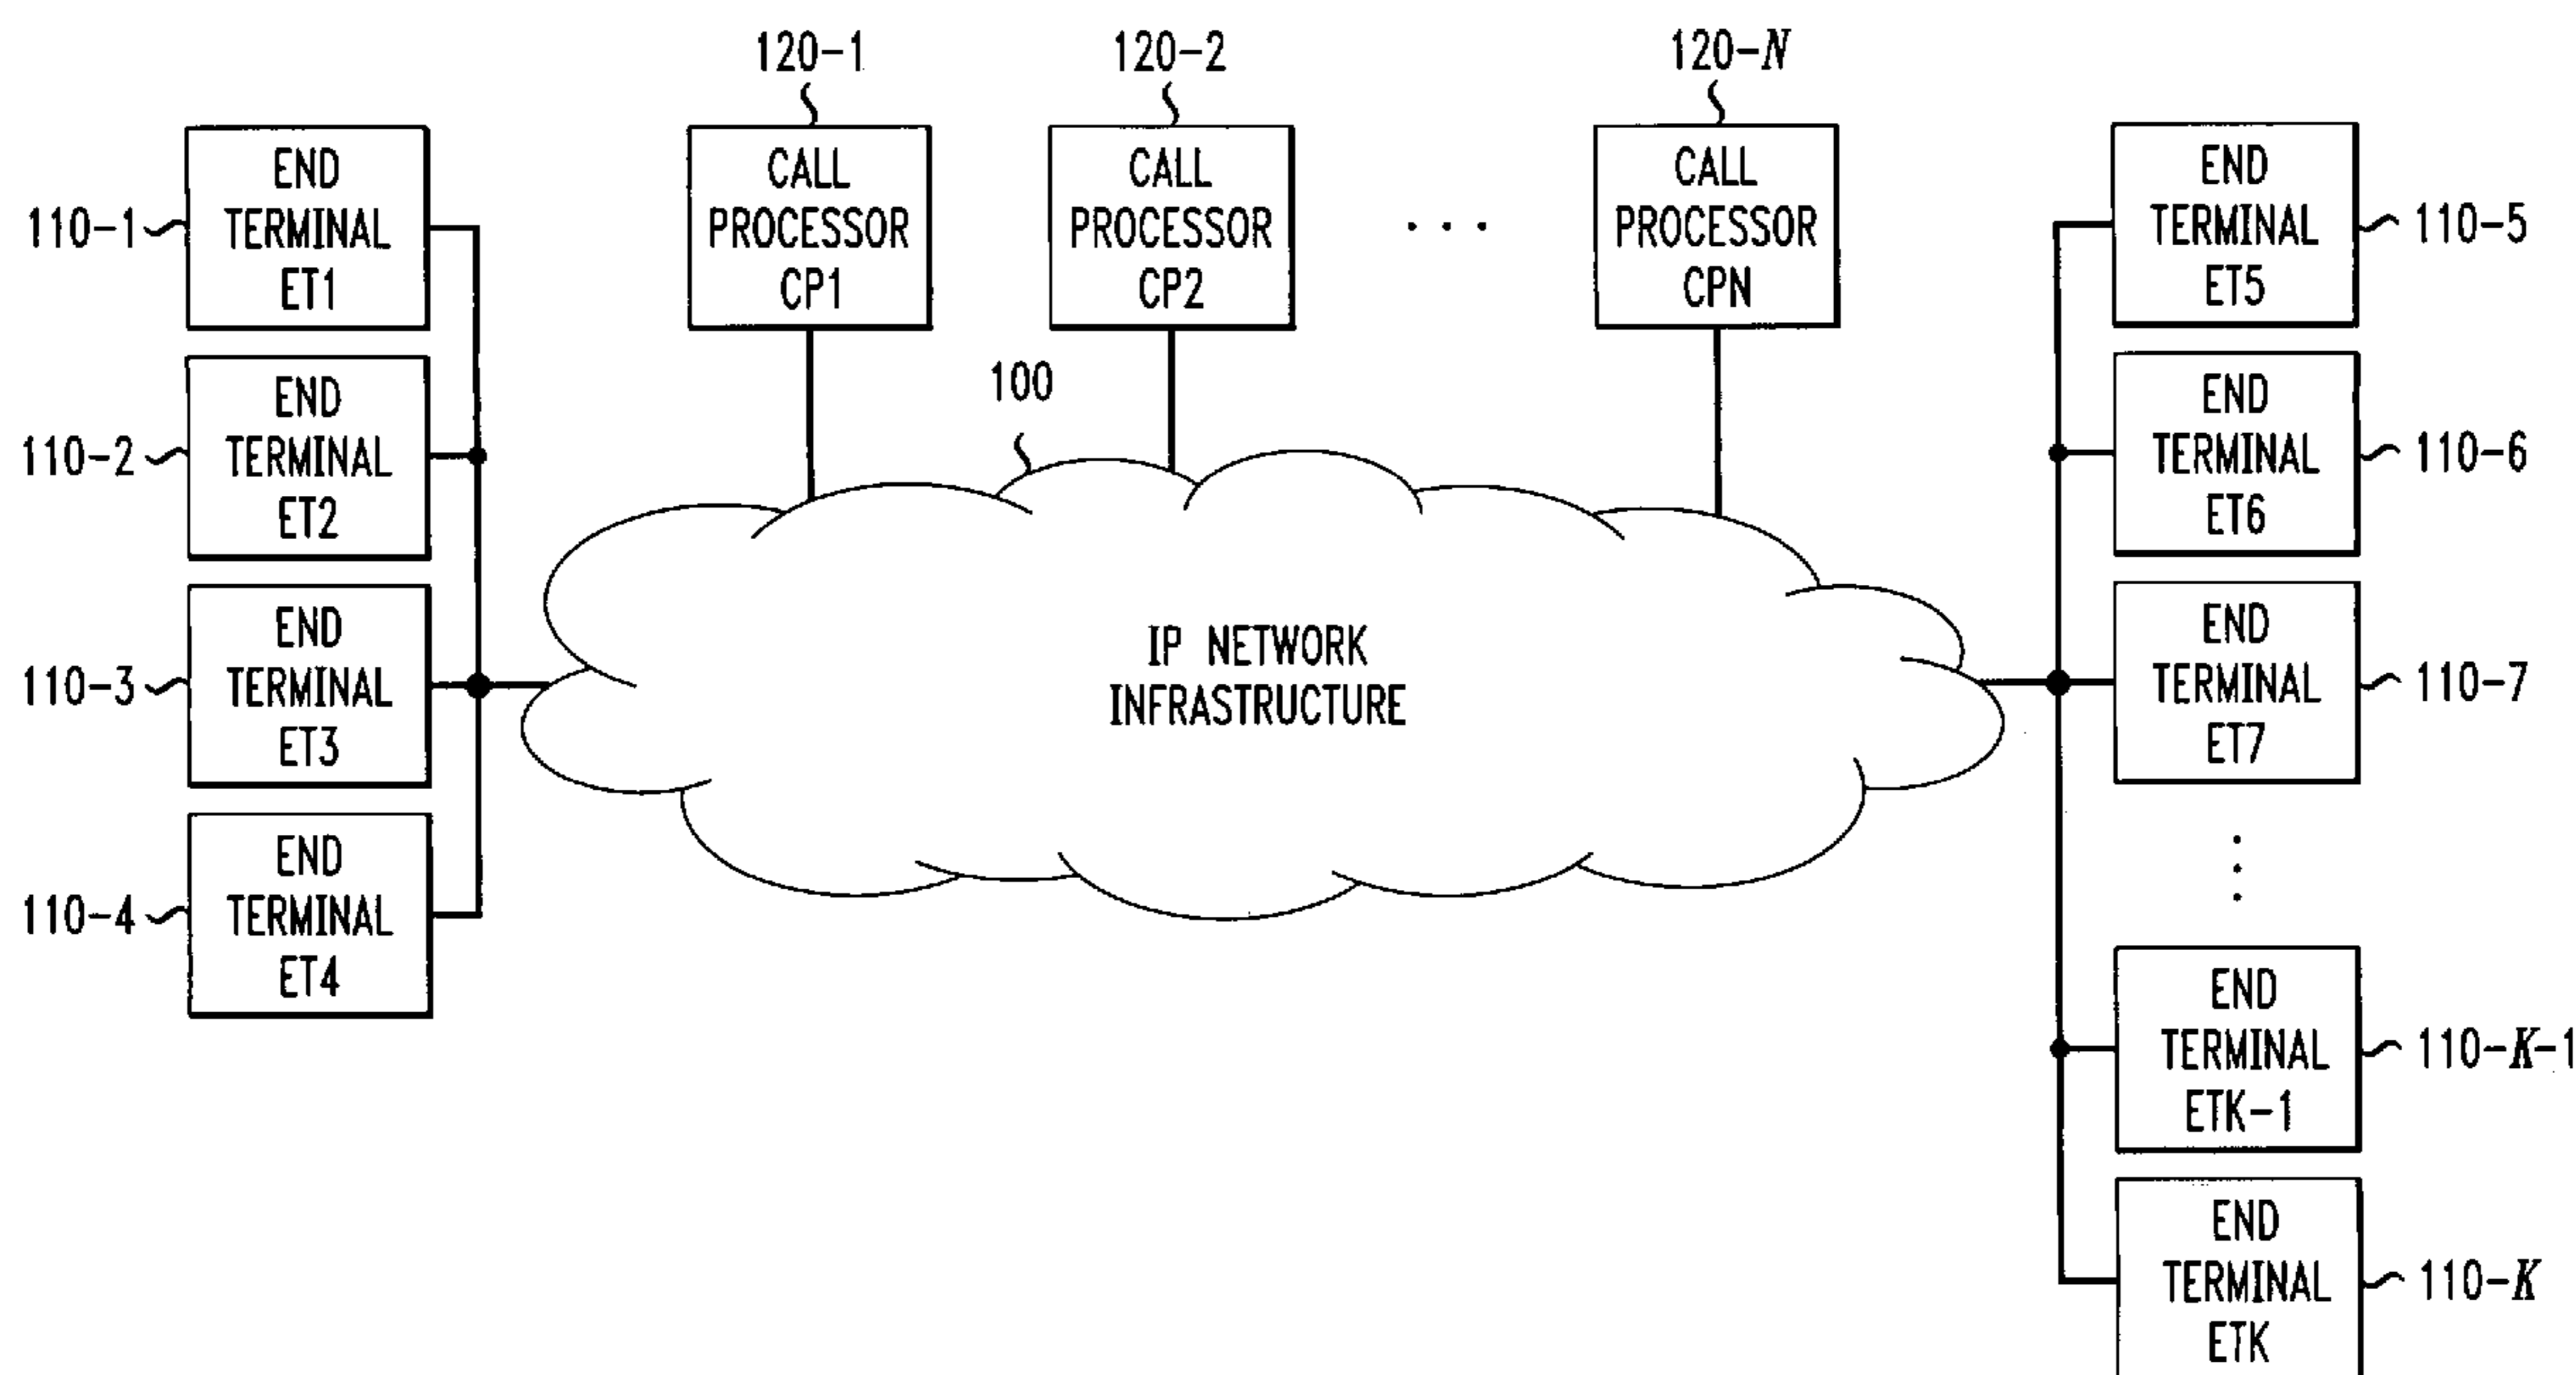 120-1
120-2
120-N
110-1
END
TERMINAL
ET1
CALL
PROCESSOR
CP1
CALL
PROCESSOR
CP2
. . .
CALL
PROCESSOR
CPN
END
TERMINAL
ET5
110-5
110-2
END
TERMINAL
ET2
100
END
TERMINAL
ET6
110-6
110-3
END
TERMINAL
ET3
IP NETWORK
INFRASTRUCTURE
END
TERMINAL
ET7
110-7
110-4
END
TERMINAL
ET4
END
TERMINAL
ETK-1
110-K-1
END
TERMINAL
ETK
110-K